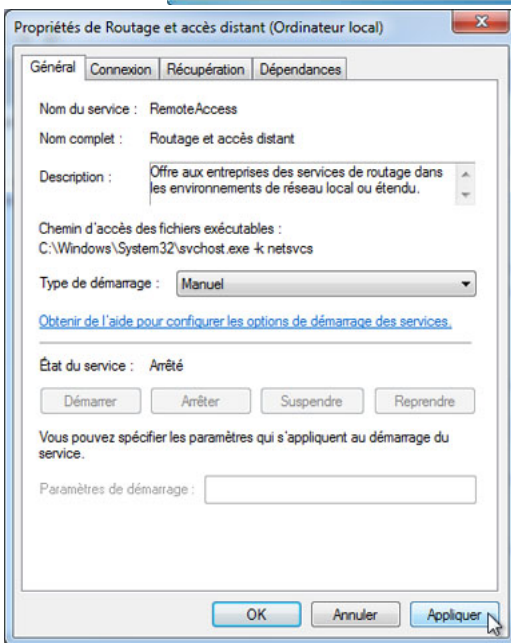 Propriétés de Routage et accès distant (Ordinateur local)
Général Connexion Récupération Dépendances
Nom du service : RemoteAccess
Nom complet : Routage et accès distant
Description : Offre aux entreprises des services de routage dans
les environnements de réseau local ou étendu.
Chemin d'accès des fichiers exécutables :
C:\Windows\System32\svchost.exe -k netsvcs
Type de démarrage : Manuel
Obtenir de l'aide pour configurer les options de démarrage des services.
État du service : Arrêté
Démarrer Arrêter Suspendre Reprendre
Vous pouvez spécifier les paramètres qui s'appliquent au démarrage du
service.
Paramètres de démarrage :
OK Annuler Appliquer